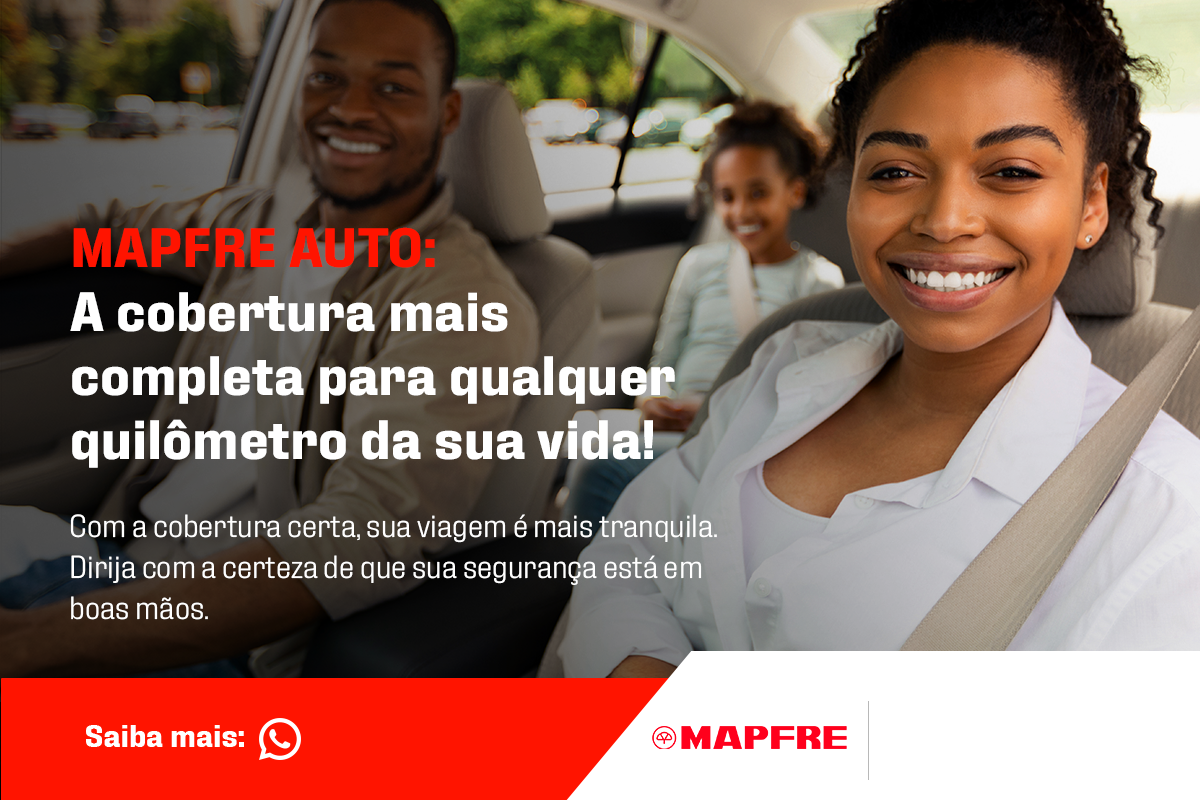 MAPFRE AUTO:
A cobertura mais
completa para qualquer
quilômetro da sua vida!
Com a cobertura certa, sua viagem é mais tranquila.
Dirija com a certeza de que sua segurança está em
boas mãos.
Saiba mais:
MAPFRE